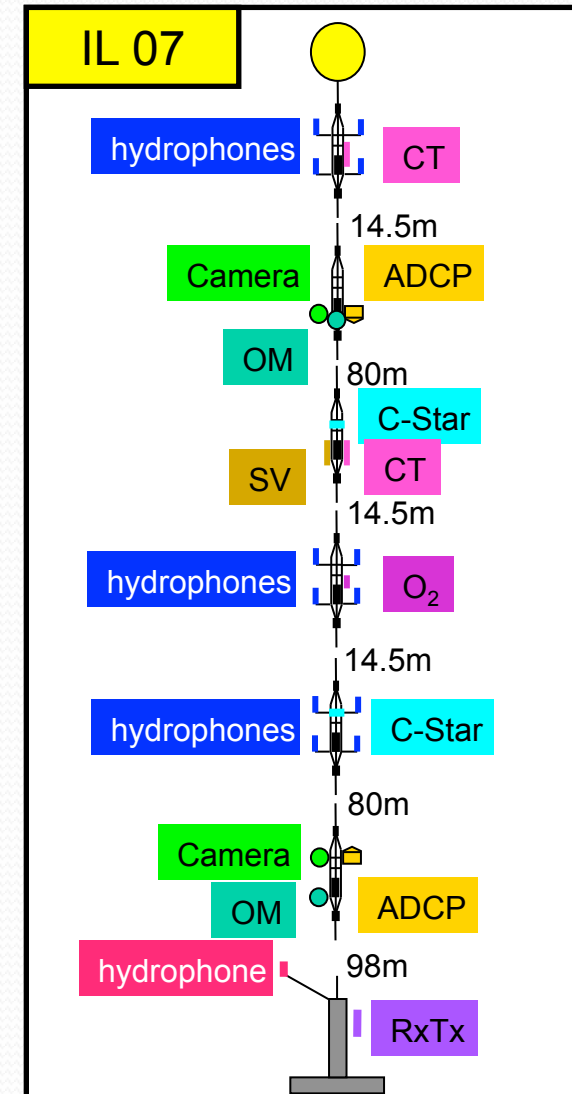 IL 07
hydrophones
CT
14.5m
Camera
ADCP
OM
80m
C-Star
SV
CT
14.5m
hydrophones
O₂
14.5m
hydrophones
C-Star
80m
Camera
OM
ADCP
hydrophone
98m
RxTx